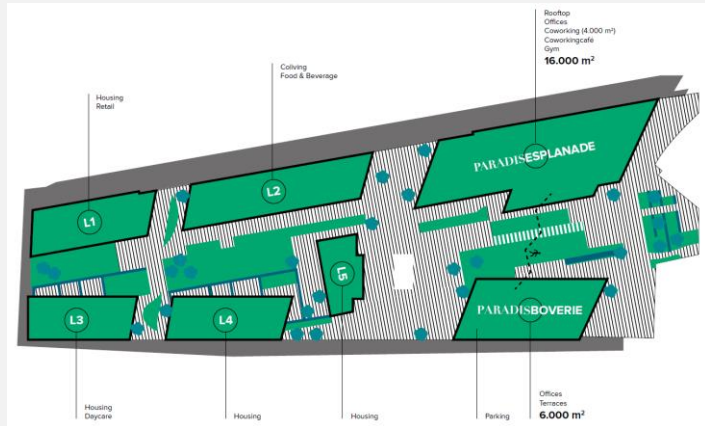 Rooftop
Offices
Coworking (4.000 m²)
Coworkingcafé
Gym
16.000 m²
Coliving
Food & Beverage
Housing
Retail
PARADISESPLANADE
L2
L1
L5
L3
L4
PARADISBOVERIE
Housing
Daycare
Housing
Housing
Parking
Offices
Terraces
6.000 m²